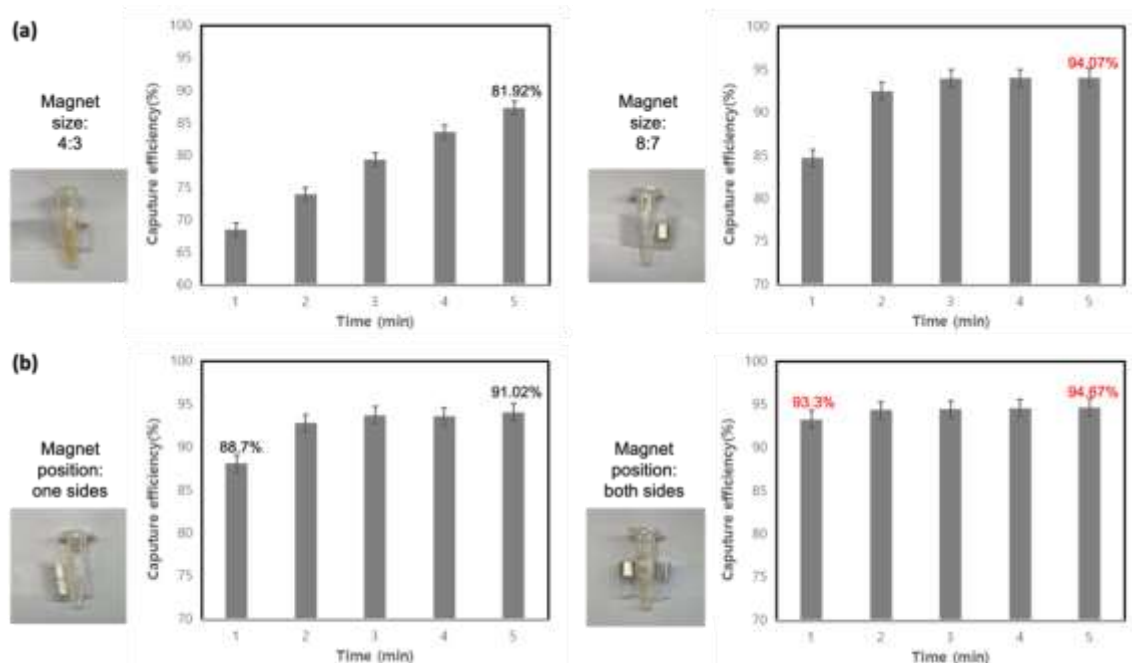 (a)
Magnet
size:
4:3
Caputure efficiency(%)
100
95
90
85
80
75
70
65
60
81.92%
1 2 3 4 5
Time (min)
Magnet
size:
8:7
Caputure efficiency(%)
100
95
90
85
80
75
70
94.07%
1 2 3 4 5
Time (min)
(b)
Magnet
position:
one sides
Caputure efficiency(%)
100
95
90
85
80
75
70
88.7%
91.02%
1 2 3 4 5
Time (min)
Magnet
position:
both sides
Caputure efficiency(%)
100
95
90
85
80
75
70
93.3%
94.67%
1 2 3 4 5
Time (min)